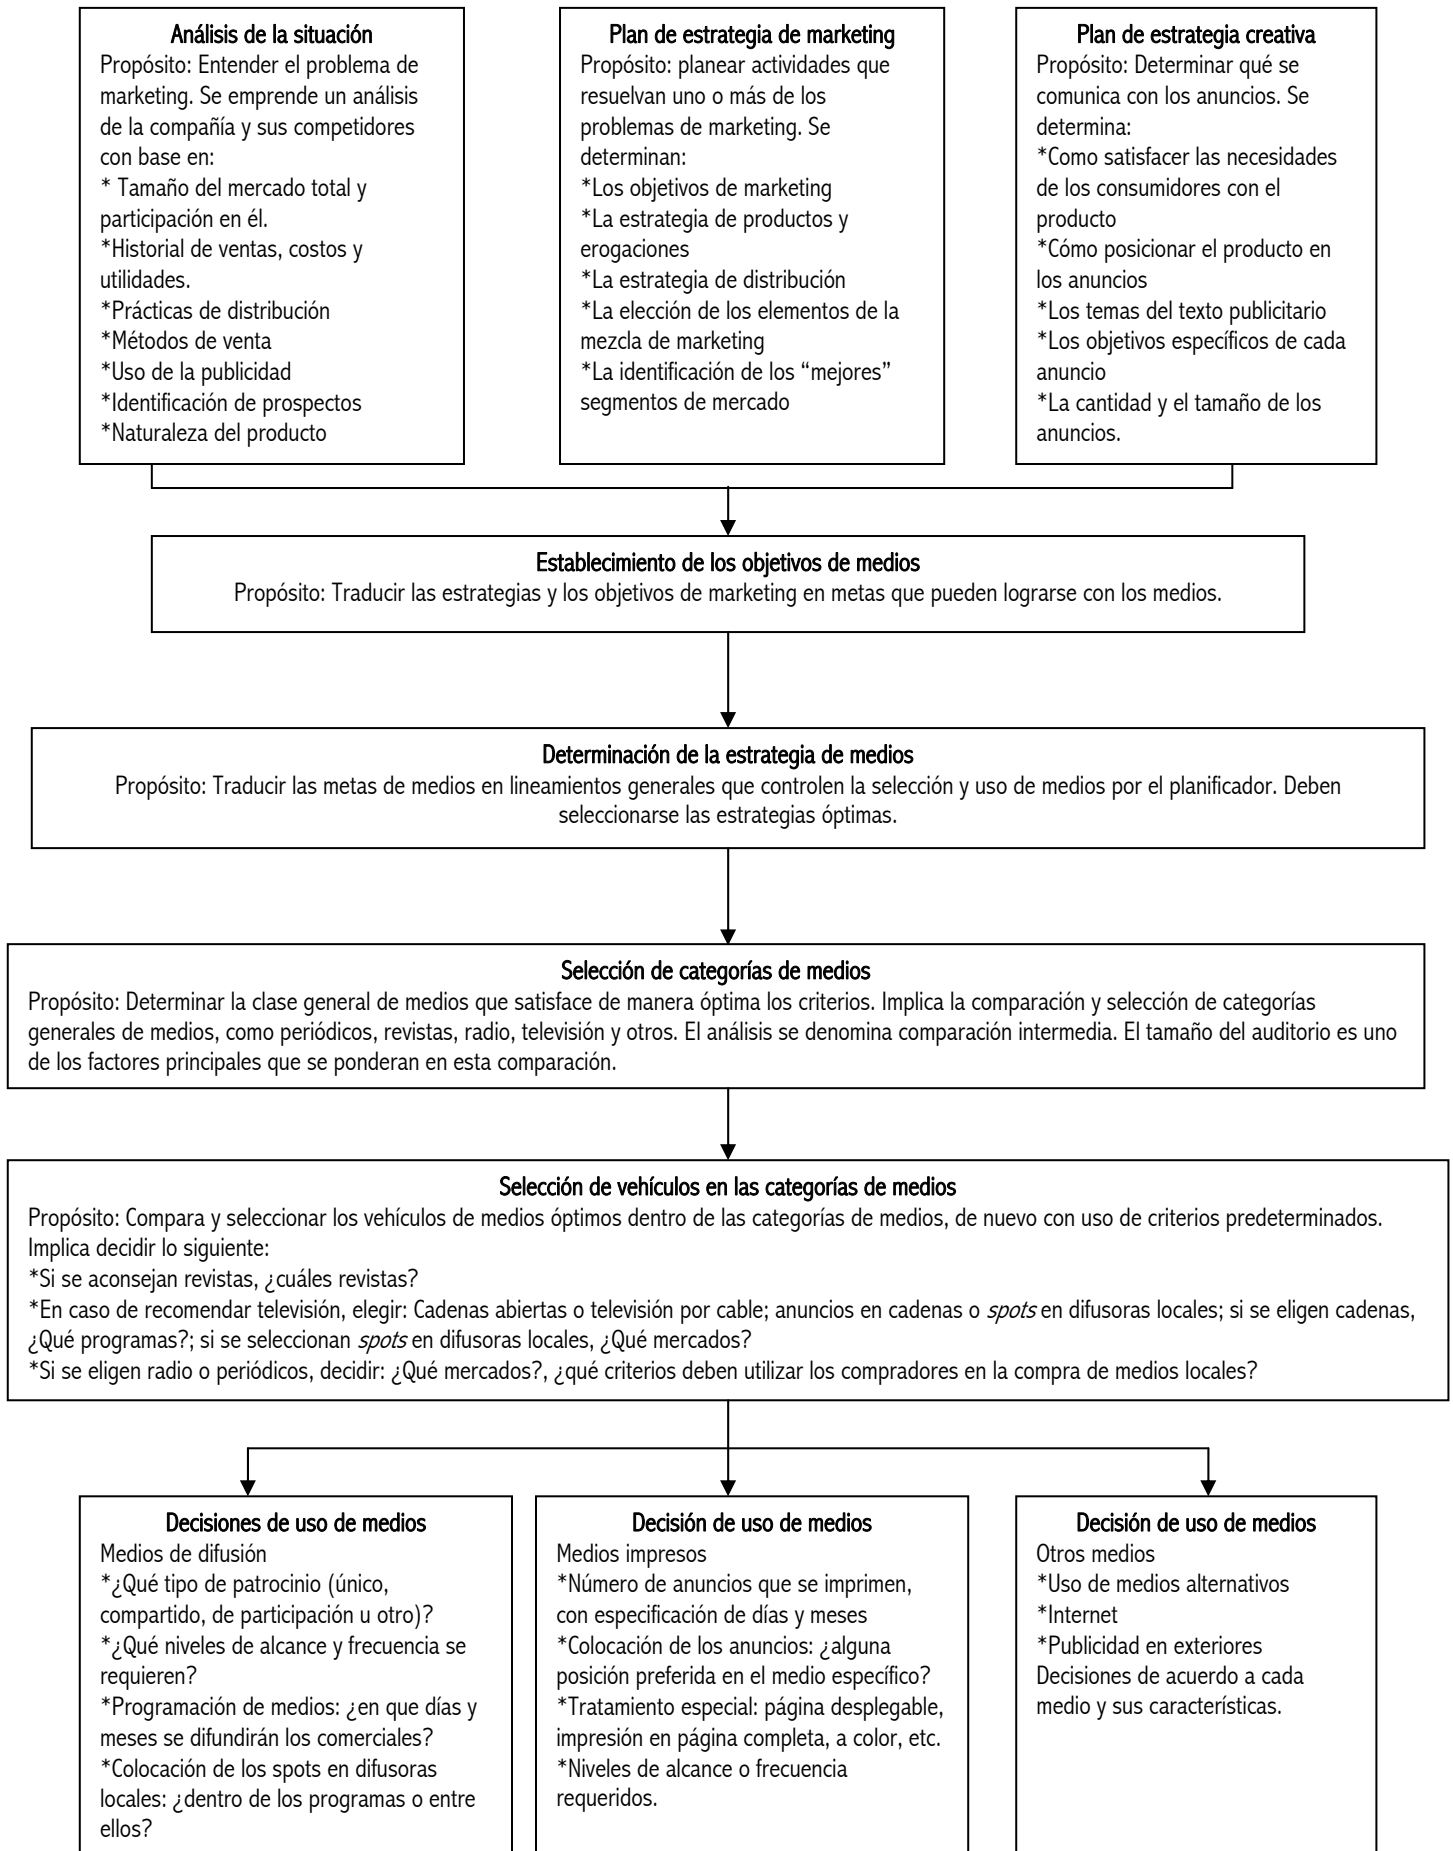 Análisis de la situación
Propósito: Entender el problema de
marketing. Se emprende un análisis
de la compañía y sus competidores
con base en:
* Tamaño del mercado total y
participación en él.
*Historial de ventas, costos y
utilidades.
*Prácticas de distribución
*Métodos de venta
*Uso de la publicidad
*Identificación de prospectos
*Naturaleza del producto
Plan de estrategia de marketing
Propósito: planear actividades que
resuelvan uno o más de los
problemas de marketing. Se
determinan:
*Los objetivos de marketing
*La estrategia de productos y
erogaciones
*La estrategia de distribución
*La elección de los elementos de la
mezcla de marketing
*La identificación de los “mejores”
segmentos de mercado
Plan de estrategia creativa
Propósito: Determinar qué se
comunica con los anuncios. Se
determina:
*Como satisfacer las necesidades
de los consumidores con el
producto
*Cómo posicionar el producto en
los anuncios
*Los temas del texto publicitario
*Los objetivos específicos de cada
anuncio
*La cantidad y el tamaño de los
anuncios.
Establecimiento de los objetivos de medios
Propósito: Traducir las estrategias y los objetivos de marketing en metas que pueden lograrse con los medios.
Determinación de la estrategia de medios
Propósito: Traducir las metas de medios en lineamientos generales que controlen la selección y uso de medios por el planificador. Deben
seleccionarse las estrategias óptimas.
Selección de categorías de medios
Propósito: Determinar la clase general de medios que satisface de manera óptima los criterios. Implica la comparación y selección de categorías
generales de medios, como periódicos, revistas, radio, televisión y otros. El análisis se denomina comparación intermedia. El tamaño del auditorio es uno
de los factores principales que se ponderan en esta comparación.
Selección de vehículos en las categorías de medios
Propósito: Compara y seleccionar los vehículos de medios óptimos dentro de las categorías de medios, de nuevo con uso de criterios predeterminados.
Implica decidir lo siguiente:
*Si se aconsejan revistas, ¿cuáles revistas?
*En caso de recomendar televisión, elegir: Cadenas abiertas o televisión por cable; anuncios en cadenas o spots en difusoras locales; si se eligen cadenas,
¿Qué programas?; si se seleccionan spots en difusoras locales, ¿Qué mercados?
*Si se eligen radio o periódicos, decidir: ¿Qué mercados?, ¿qué criterios deben utilizar los compradores en la compra de medios locales?
Decisiones de uso de medios
Medios de difusión
*¿Qué tipo de patrocinio (único,
compartido, de participación u otro)?
*¿Qué niveles de alcance y frecuencia se
requieren?
*Programación de medios: ¿en que días y
meses se difundirán los comerciales?
*Colocación de los spots en difusoras
locales: ¿dentro de los programas o entre
ellos?
Decisión de uso de medios
Medios impresos
*Número de anuncios que se imprimen,
con especificación de días y meses
*Colocación de los anuncios: ¿alguna
posición preferida en el medio específico?
*Tratamiento especial: página desplegable,
impresión en página completa, a color, etc.
*Niveles de alcance o frecuencia
requeridos.
Decisión de uso de medios
Otros medios
*Uso de medios alternativos
*Internet
*Publicidad en exteriores
Decisiones de acuerdo a cada
medio y sus características.